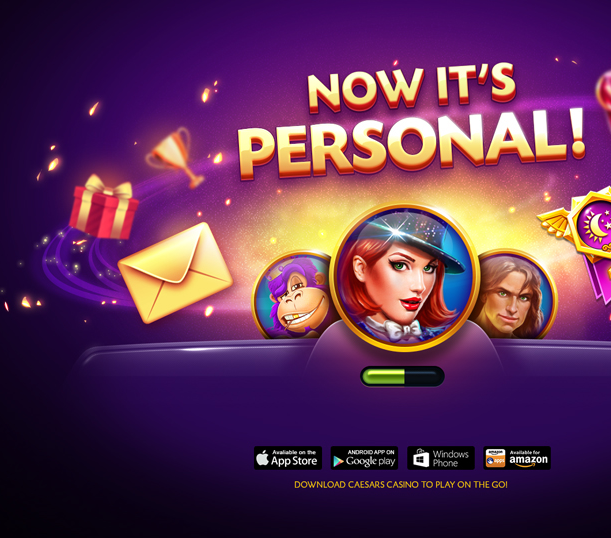 NOW IT'S
PERSONAL!
Available on the
App Store
ANDROID APP ON
Google play
Windows
Phone
Available for
amazon
DOWNLOAD CAESARS CASINO TO PLAY ON THE GO!